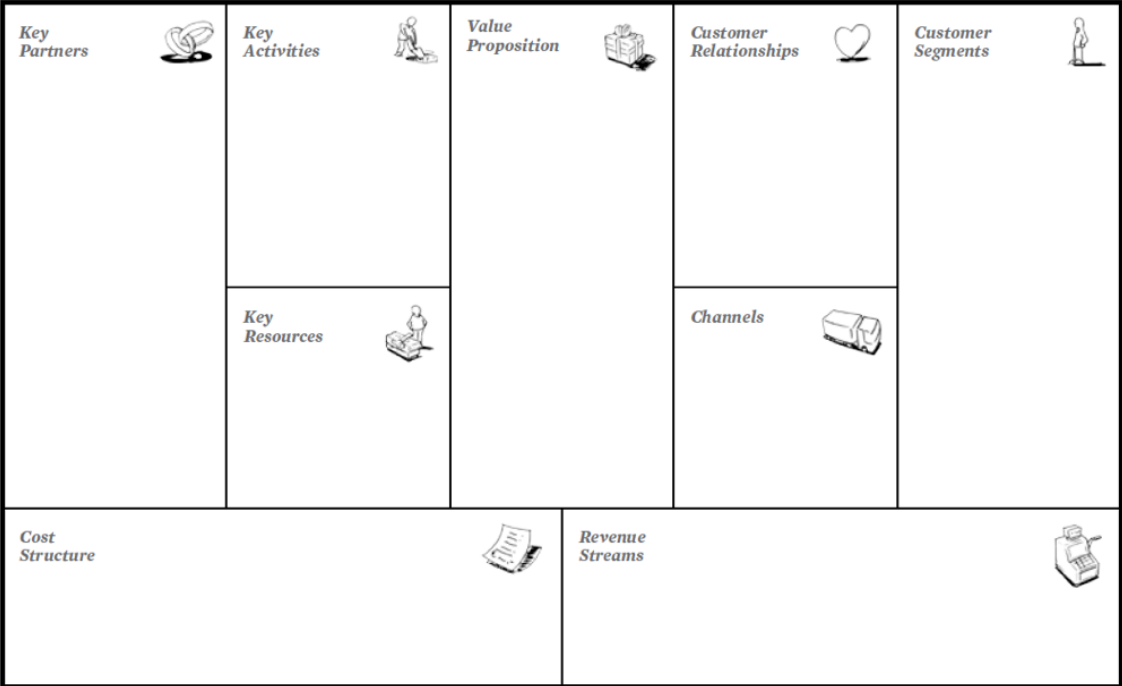 Key
Partners
Key
Activities
Value
Proposition
Customer
Relationships
Customer
Segments
Key
Resources
Channels
Cost
Structure
Revenue
Streams